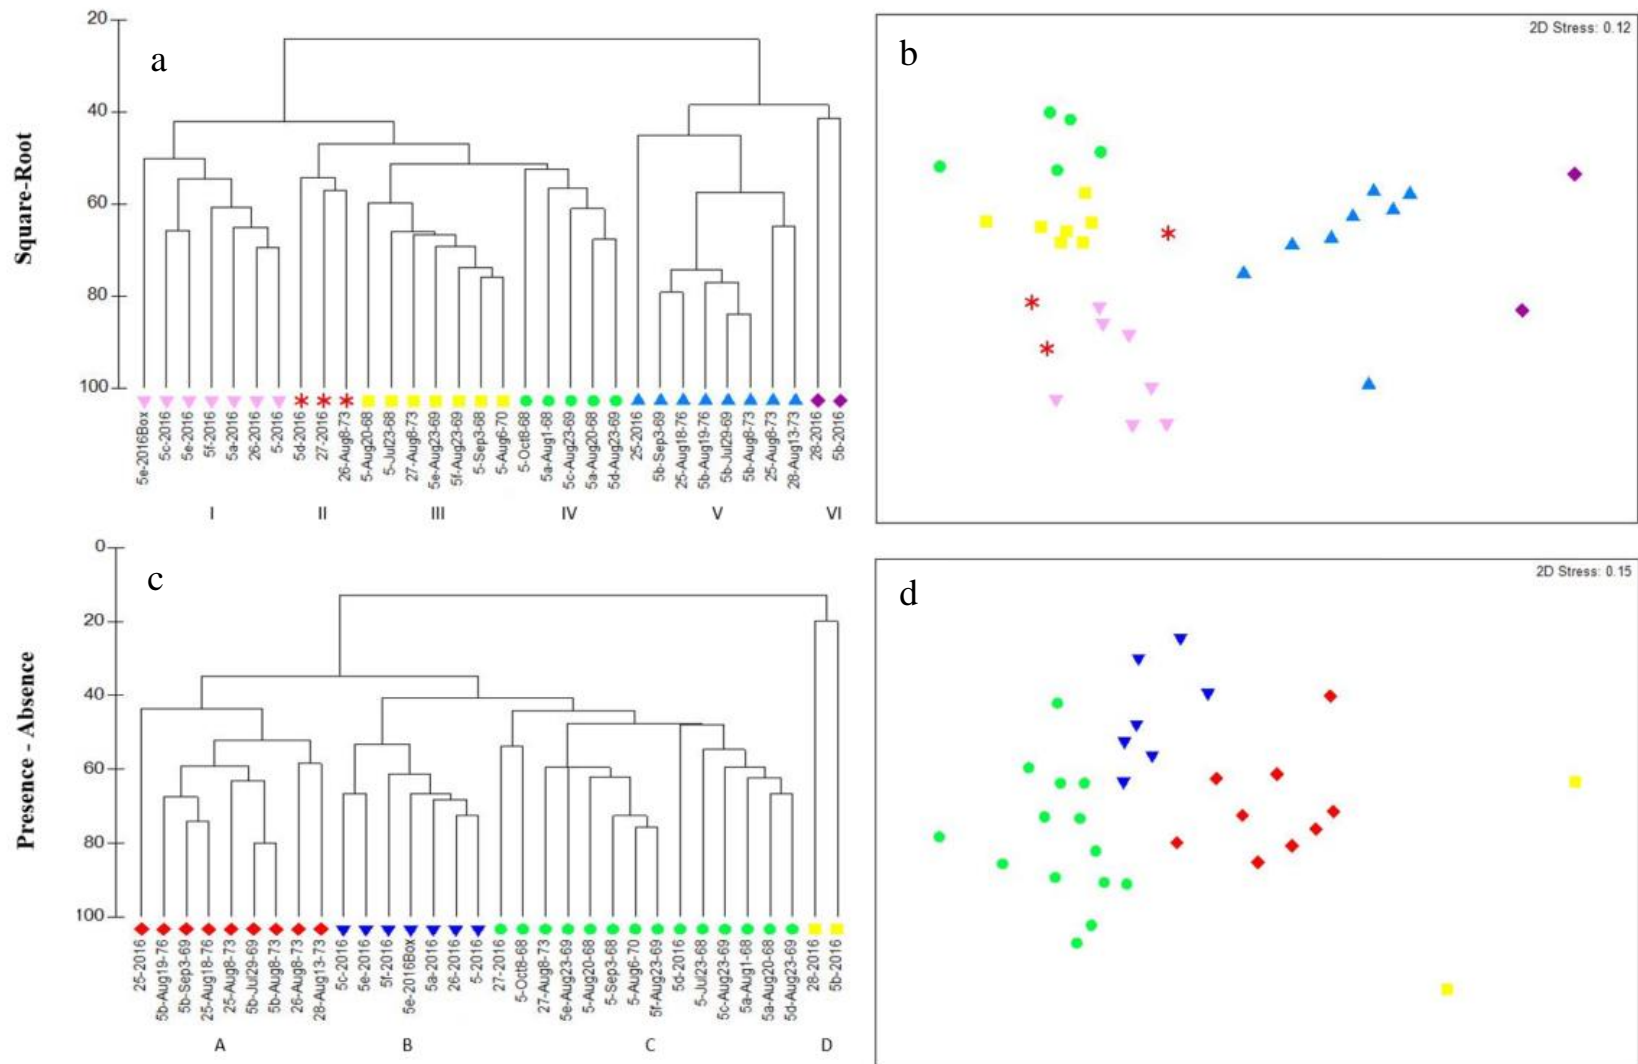 Square-Root
20
40
60
80
100
a
5e-2016Box
5c-2016
5e-2016
5f-2016
5a-2016
26-2016
5-2016
5d-2016
27-2016
26-Aug8-73
5-Aug20-68
5-Jul23-68
27-Aug8-73
5e-Aug23-69
5f-Aug23-69
5-Sep3-68
5-Aug6-70
5-Oct8-68
5a-Aug1-68
5c-Aug23-69
5a-Aug20-68
5d-Aug23-69
25-2016
5b-Sep3-69
25-Aug18-76
5b-Aug19-76
5b-Jul29-69
5b-Aug8-73
25-Aug8-73
28-Aug13-73
28-2016
5b-2016
I
II
III
IV
V
VI
b
2D Stress: 0.12
Presence - Absence
0
20
40
60
80
100
c
25-2016
5b-Aug19-76
5b-Sep3-69
25-Aug18-76
25-Aug8-73
5b-Jul29-69
5b-Aug8-73
26-Aug8-73
28-Aug13-73
5c-2016
5e-2016
5f-2016
5e-2016Box
5a-2016
26-2016
5-2016
27-2016
5-Oct8-68
27-Aug8-73
5e-Aug23-69
5-Aug20-68
5-Sep3-68
5-Aug6-70
5f-Aug23-69
5d-2016
5-Jul23-68
5c-Aug23-69
5a-Aug1-68
5a-Aug20-68
5d-Aug23-69
28-2016
5b-2016
A
B
C
D
d
2D Stress: 0.15